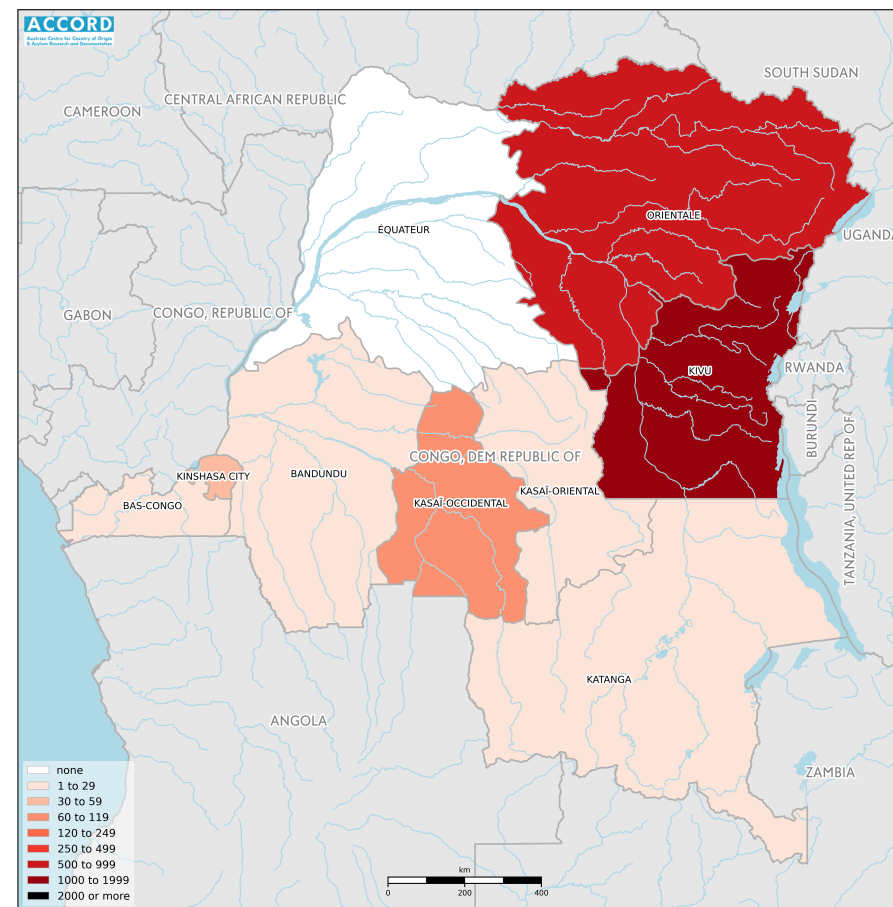 ACCORD
Austrian Centre for Country of Origin
& Asylum Research and Documentation
SOUTH SUDAN
CENTRAL AFRICAN REPUBLIC
CAMEROON
ORIENTALE
ÉQUATEUR
UGANDA
GABON
CONGO, REPUBLIC OF
KIVU
RWANDA
BURUNDI
TANZANIA, UNITED REP OF
CONGO, DEM REPUBLIC OF
KINSHASA CITY
BANDUNDU
KASAÏ-ORIENTAL
BAS-CONGO
KASAÏ-OCCIDENTAL
KATANGA
ANGOLA
ZAMBIA
none
1 to 29
30 to 59
60 to 119
120 to 249
250 to 499
500 to 999
1000 to 1999
2000 or more
km
0 200 400